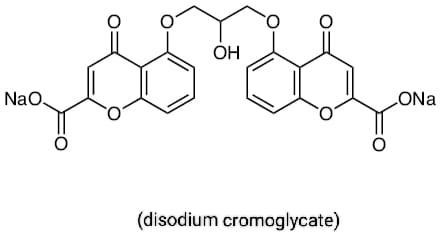 O O O O
OH
NaO O O ONa
O O
(disodium cromoglycate)